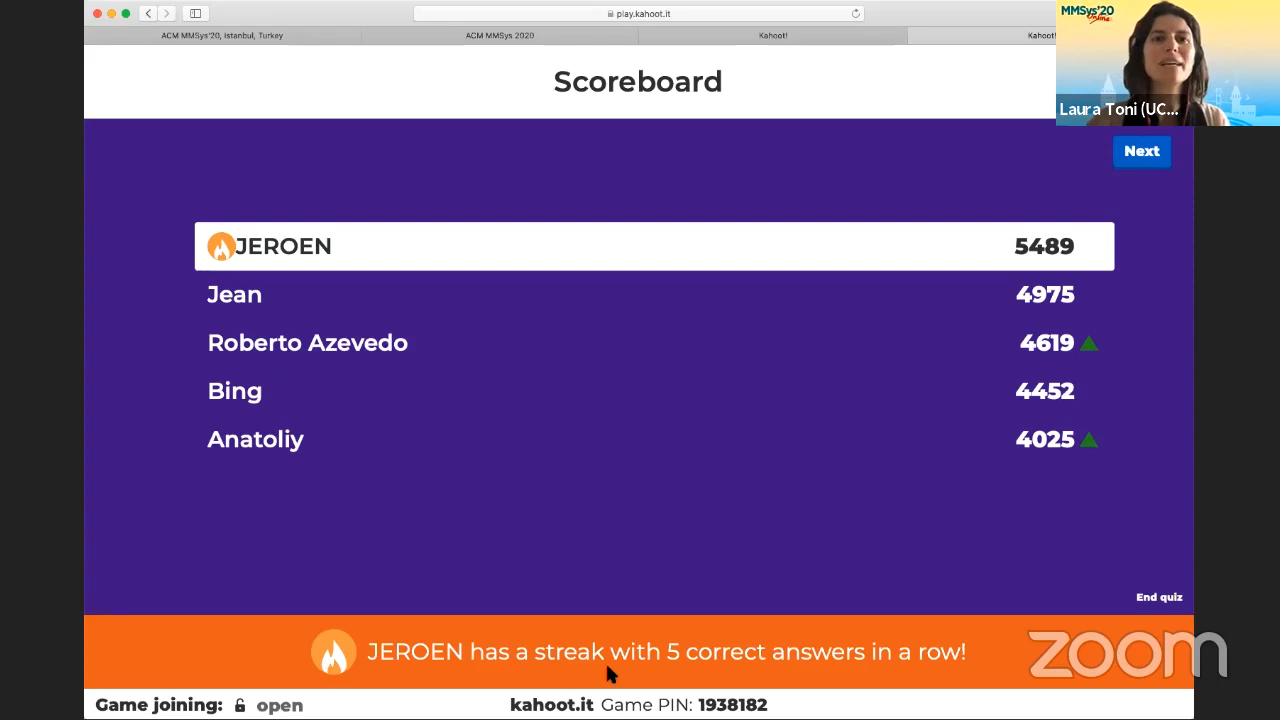 play.kahoot.it
ACM MMSys'20, Istanbul, Turkey
ACM MMSys 2020
Kahoot!
Kahoot!
MMSys'20
Online
Laura Toni (UC...
Scoreboard
Next
JEROEN 5489
Jean 4975
Roberto Azevedo 4619
Bing 4452
Anatoliy 4025
End quiz
JEROEN has a streak with 5 correct answers in a row!
zoom
Game joining: open kahoot.it Game PIN: 1938182